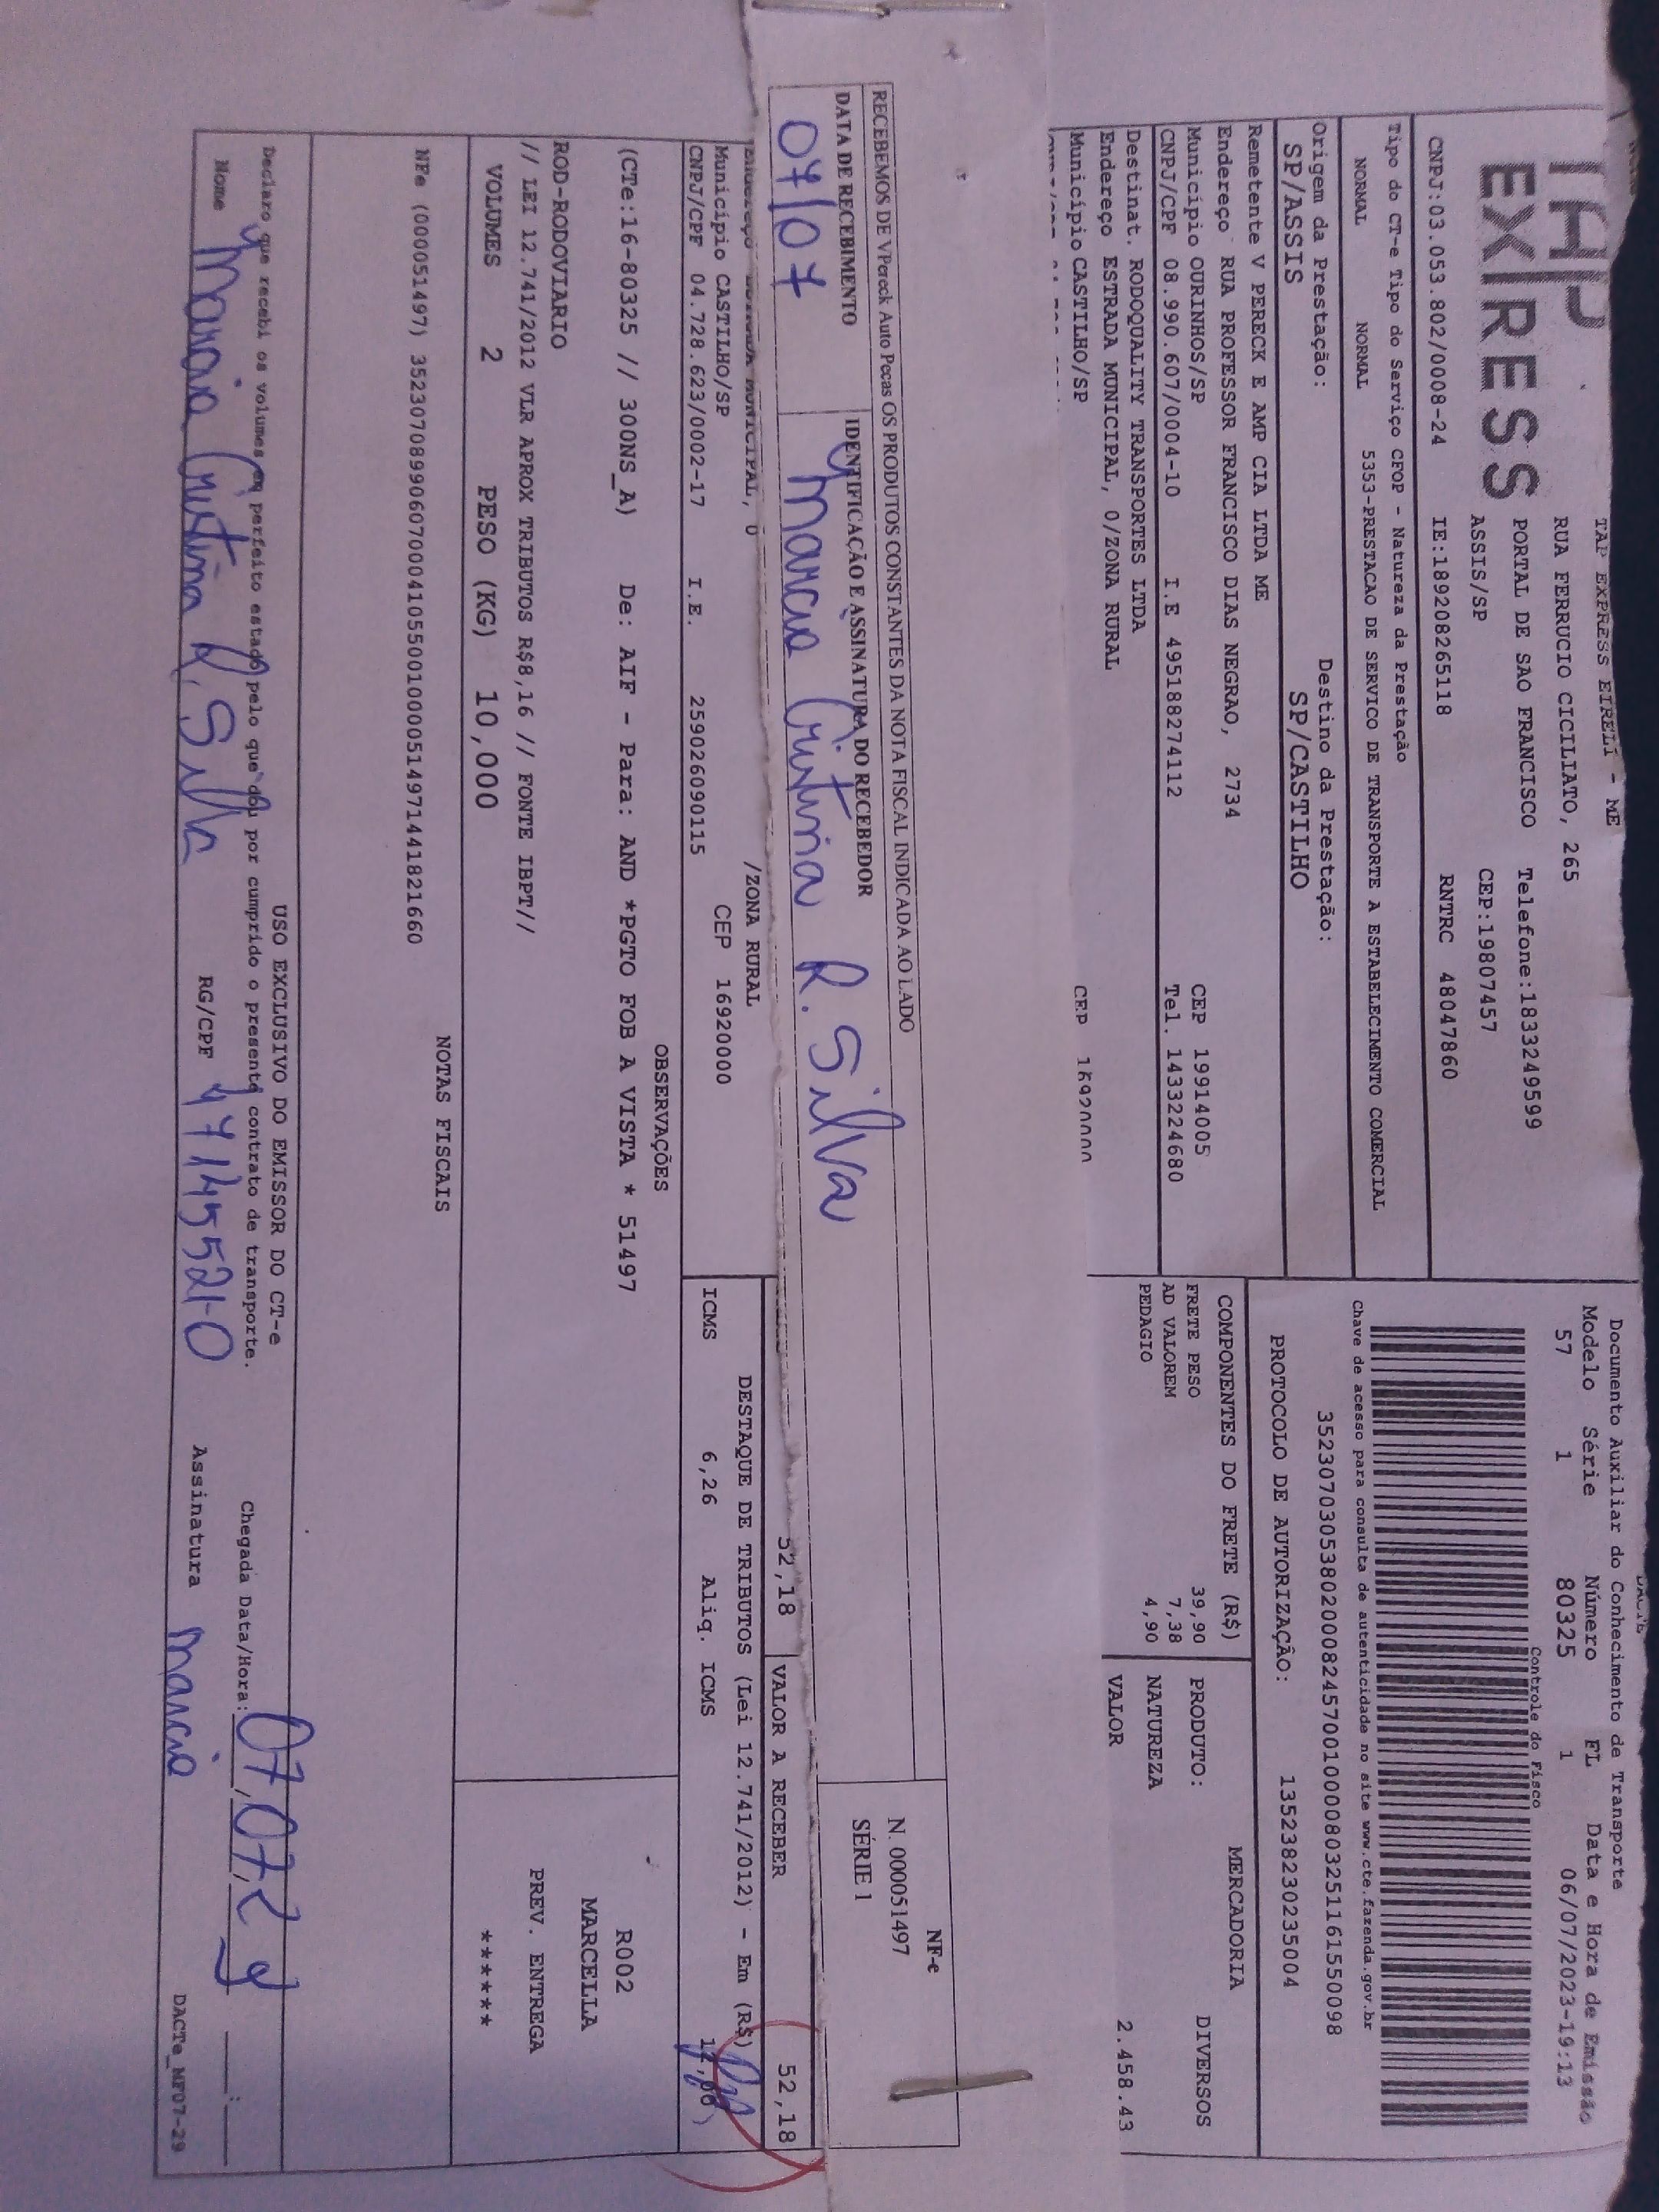 TAP EXPRESS EIRELI - ME
RUA FERRUCIO CICILIATO, 265
PORTAL DE SAO FRANCISCO Telefone:1833249599
ASSIS/SP CEP:19807457
EXPRESS
CNPJ:03.053.802/0008-24 IE:189208265118 RNTRC 48047860
DACTE
Documento Auxiliar do Conhecimento de Transporte
Modelo Série Número FL Data e Hora de Emissão
57 1 80325 1 06/07/2023-19:13
Controle do Fisco
Chave de acesso para consulta de autenticidade no site www.cte.fazenda.gov.br
35230703053802000824570010000803251161550098
PROTOCOLO DE AUTORIZAÇÃO: 135238230235004
Tipo do CT-e Tipo do Serviço CFOP - Natureza da Prestação
NORMAL NORMAL 5353-PRESTACAO DE SERVICO DE TRANSPORTE A ESTABELECIMENTO COMERCIAL
Origem da Prestação: Destino da Prestação:
SP/ASSIS SP/CASTILHO
Remetente V PERECK E AMP CIA LTDA ME
Endereço RUA PROFESSOR FRANCISCO DIAS NEGRAO, 2734
Município OURINHOS/SP CEP 19914005
CNPJ/CPF 08.990.607/0004-10 I.E 495188274112 Tel. 1433224680
Destinat. RODOQUALITY TRANSPORTES LTDA
Endereço ESTRADA MUNICIPAL, 0/ZONA RURAL
Município CASTILHO/SP CEP 16920000
COMPONENTES DO FRETE (R$)
FRETE PESO 39,90
AD VALOREM 7,38
PEDAGIO 4,90
MERCADORIA
PRODUTO: DIVERSOS
NATUREZA
VALOR 2.458.43
RECEBEMOS DE VPereck Auto Pecas OS PRODUTOS CONSTANTES DA NOTA FISCAL INDICADA AO LADO
DATA DE RECEBIMENTO IDENTIFICAÇÃO E ASSINATURA DO RECEBEDOR
07/07 Marcia Cristina R. Silva
NF-e
N. 000051497
SÉRIE 1
52,18 VALOR A RECEBER 52,18
MUNICIPAL, 0 /ZONA RURAL
Município CASTILHO/SP CEP 16920000
CNPJ/CPF 04.728.623/0002-17 I.E. 259026090115
DESTAQUE DE TRIBUTOS (Lei 12.741/2012) - Em (R$)
ICMS 6,26 Aliq. ICMS 12,00
OBSERVAÇÕES
(CTe:16-80325 // 300NS_A) De: AIF - Para: AND *PGTO FOB A VISTA * 51497
R002
MARCELLA
ROD-RODOVIARIO
// LEI 12.741/2012 VLR APROX TRIBUTOS R$8,16 // FONTE IBPT//
PREV. ENTREGA
VOLUMES 2 PESO (KG) 10,000
******
NOTAS FISCAIS
NFe (000051497) 35230708990607000410550010000514971441821660
USO EXCLUSIVO DO EMISSOR DO CT-e
Declaro que recebi os volumes em perfeito estado pelo que dou por cumprido o presente contrato de transporte.
Chegada Data/Hora: 07,07,2 ___:___
Nome Marcia Cristina R. Silva RG/CPF 47145521-0 Assinatura Marcia
DACTe_NF07-29